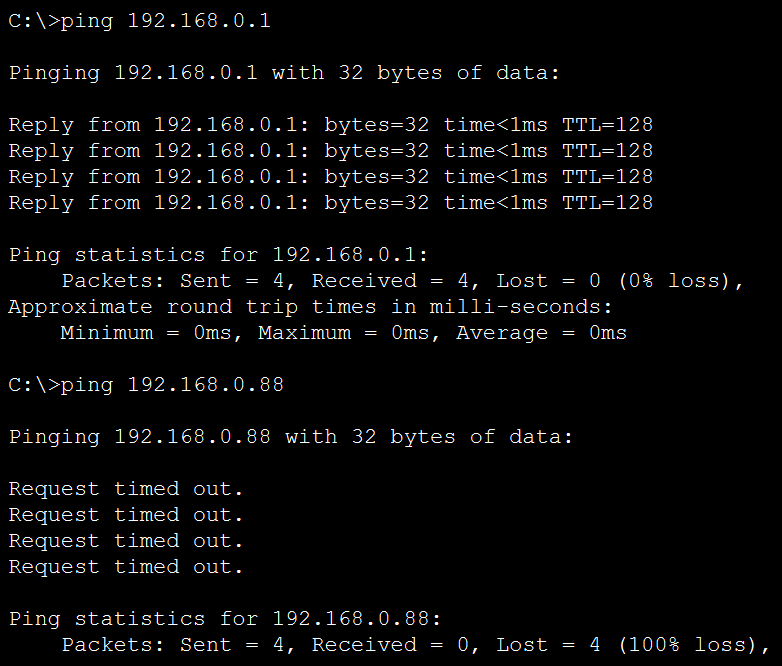 C:\>ping 192.168.0.1
Pinging 192.168.0.1 with 32 bytes of data:
Reply from 192.168.0.1: bytes=32 time<1ms TTL=128
Reply from 192.168.0.1: bytes=32 time<1ms TTL=128
Reply from 192.168.0.1: bytes=32 time<1ms TTL=128
Reply from 192.168.0.1: bytes=32 time<1ms TTL=128
Ping statistics for 192.168.0.1:
    Packets: Sent = 4, Received = 4, Lost = 0 (0% loss),
Approximate round trip times in milli-seconds:
    Minimum = 0ms, Maximum = 0ms, Average = 0ms
C:\>ping 192.168.0.88
Pinging 192.168.0.88 with 32 bytes of data:
Request timed out.
Request timed out.
Request timed out.
Request timed out.
Ping statistics for 192.168.0.88:
    Packets: Sent = 4, Received = 0, Lost = 4 (100% loss),